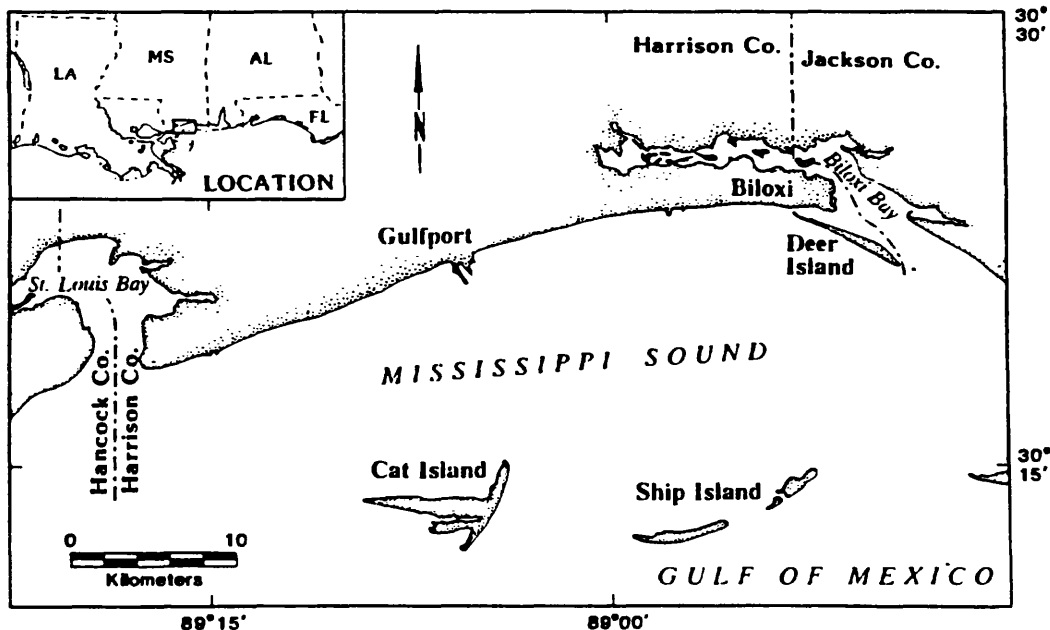 30°
30'
Harrison Co.
Jackson Co.
MS
AL
LA
FL
LOCATION
N
Biloxi
Biloxi Bay
Gulfport
Deer
Island
St. Louis Bay
MISSISSIPPI SOUND
Hancock Co.
Harrison Co.
Cat Island
Ship Island
30°
15'
0 10
Kilometers
GULF OF MEXICO
89°15'
89°00'